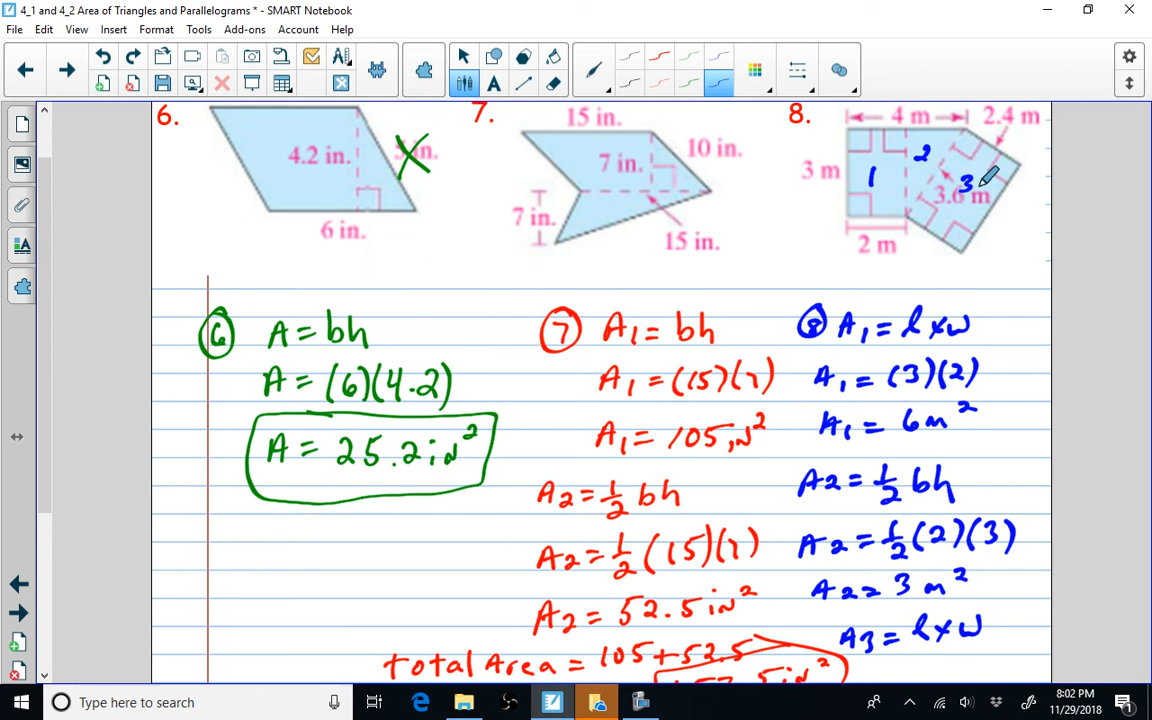 4_1 and 4_2 Area of Triangles and Parallelograms * - SMART Notebook
File Edit View Insert Format Tools Add-ons Account Help
6.
4.2 in.
in.
6 in.
7.
15 in.
7 in.
10 in.
7 in.
15 in.
8.
4 m
2.4 m
3 m
1
2
3
3.6 m
2 m
6 A = bh
A = (6)(4.2)
A = 25.2 in²
7 A1 = bh
A1 = (15)(7)
A1 = 105 in²
A2 = 1/2 bh
A2 = 1/2 (15)(7)
A2 = 52.5 in²
total Area = 105 + 52.5
8 A1 = l x w
A1 = (3)(2)
A1 = 6 m²
A2 = 1/2 bh
A2 = 1/2 (2)(3)
A2 = 3 m²
A3 = l x w
Type here to search
8:02 PM
11/29/2018
1